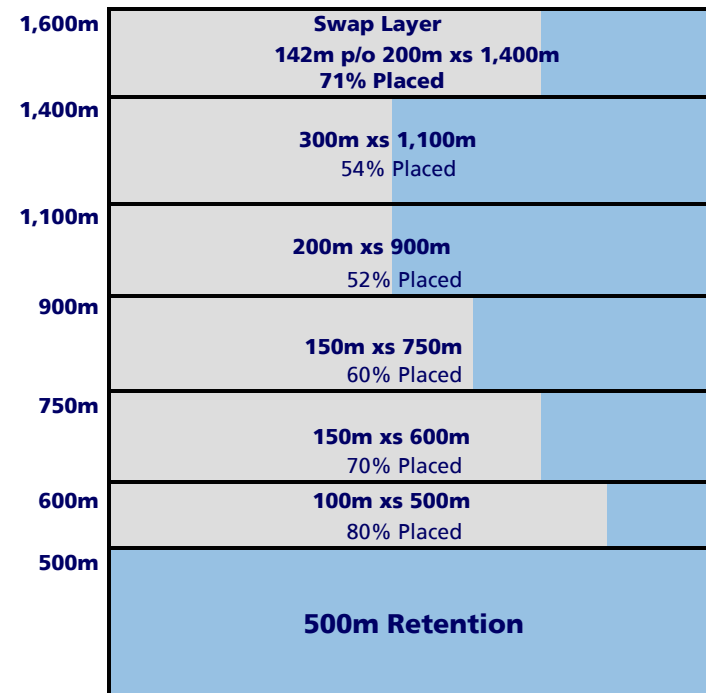 1,600m
Swap Layer
142m p/o 200m xs 1,400m
71% Placed
1,400m
300m xs 1,100m
54% Placed
1,100m
200m xs 900m
52% Placed
900m
150m xs 750m
60% Placed
750m
150m xs 600m
70% Placed
600m
100m xs 500m
80% Placed
500m
500m Retention